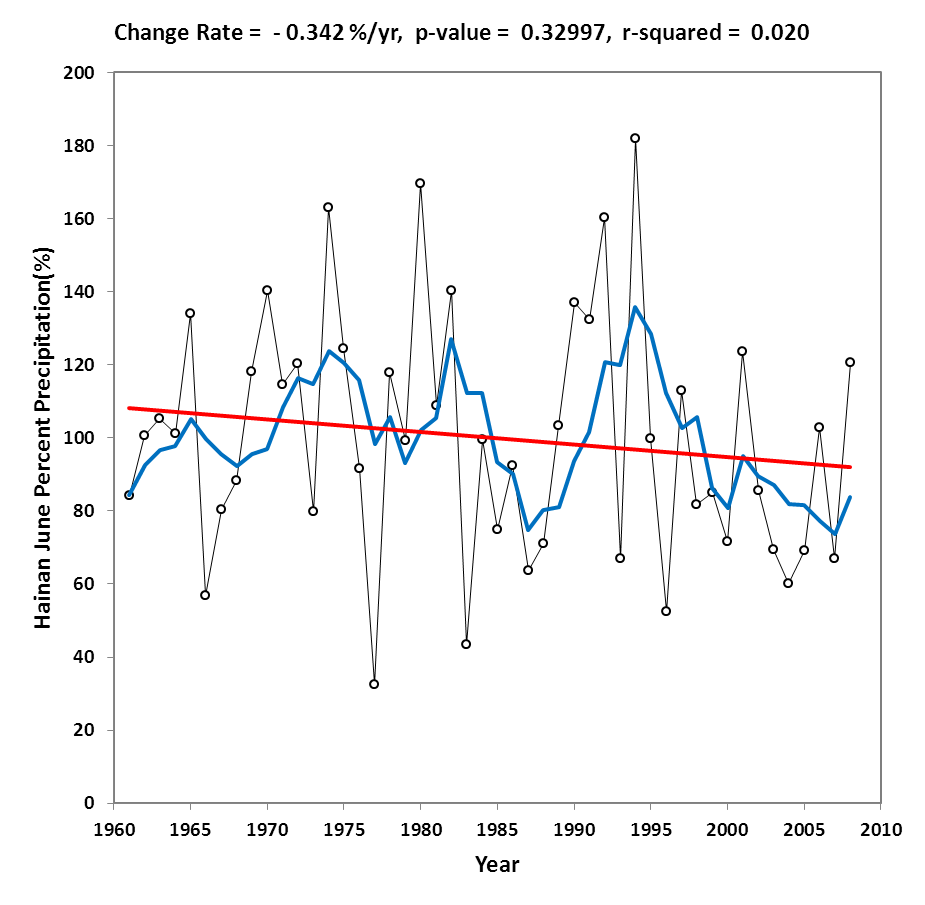 Change Rate = - 0.342 %/yr, p-value = 0.32997, r-squared = 0.020
200
180
160
140
120
100
80
60
40
20
0
Hainan June Percent Precipitation(%)
1960 1965 1970 1975 1980 1985 1990 1995 2000 2005 2010
Year